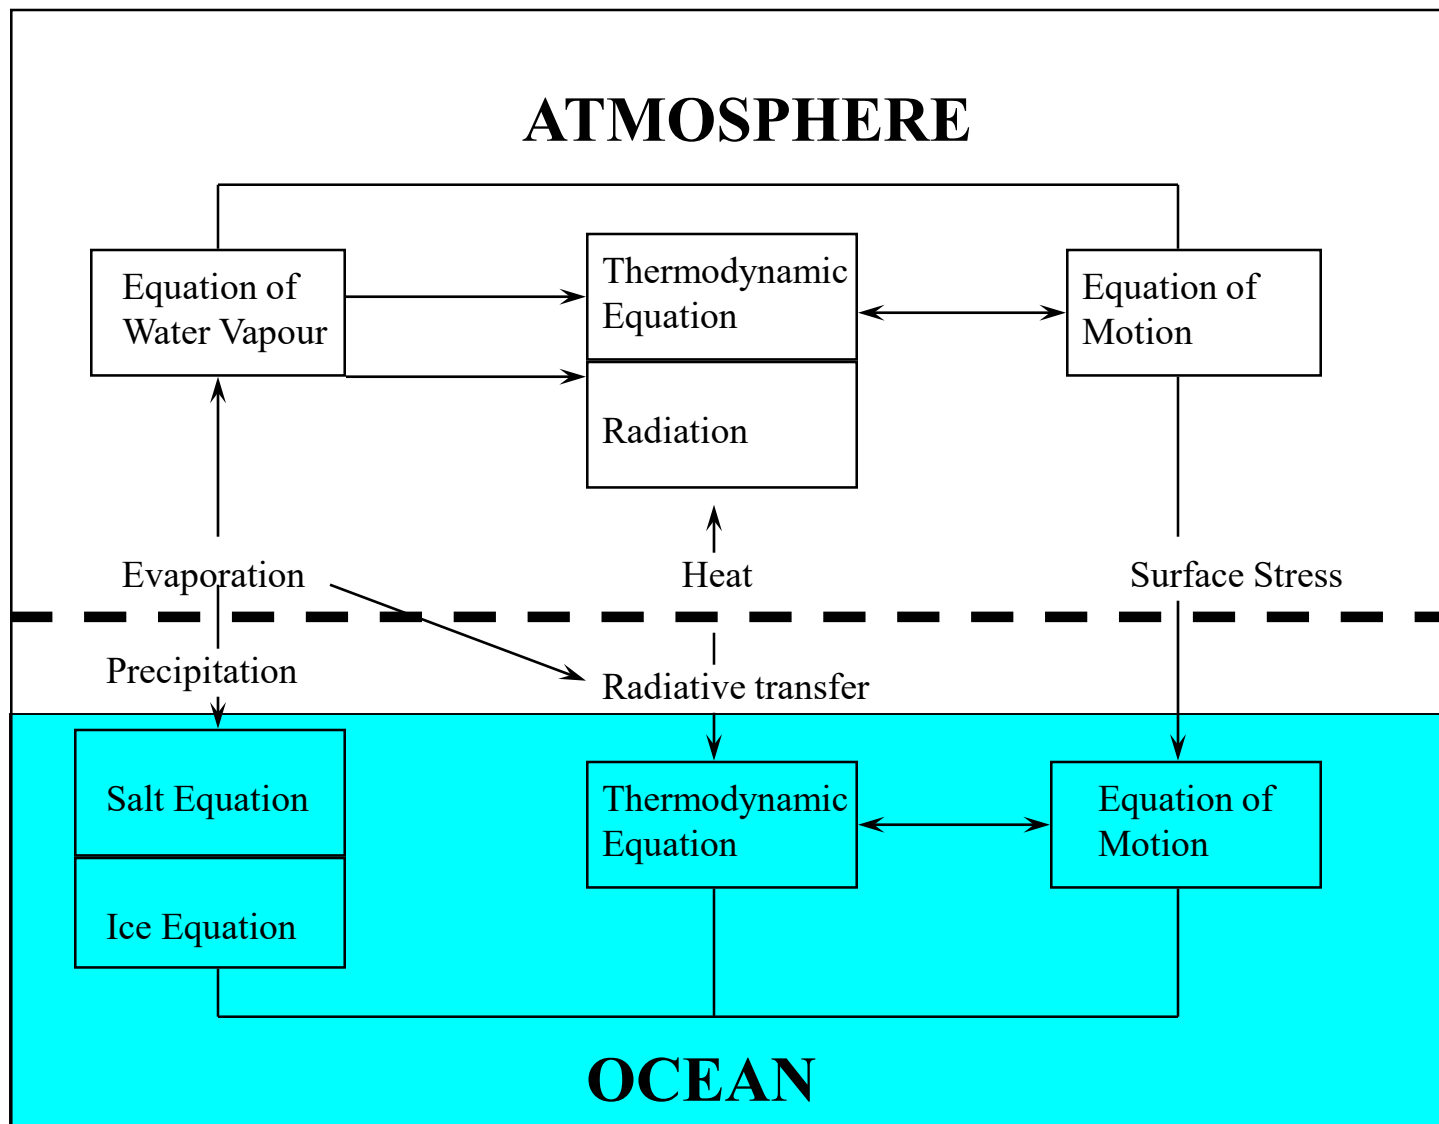 ATMOSPHERE
Equation of
Water Vapour
Thermodynamic
Equation
Equation of
Motion
Radiation
Evaporation
Heat
Surface Stress
Precipitation
Radiative transfer
Salt Equation
Thermodynamic
Equation
Equation of
Motion
Ice Equation
OCEAN